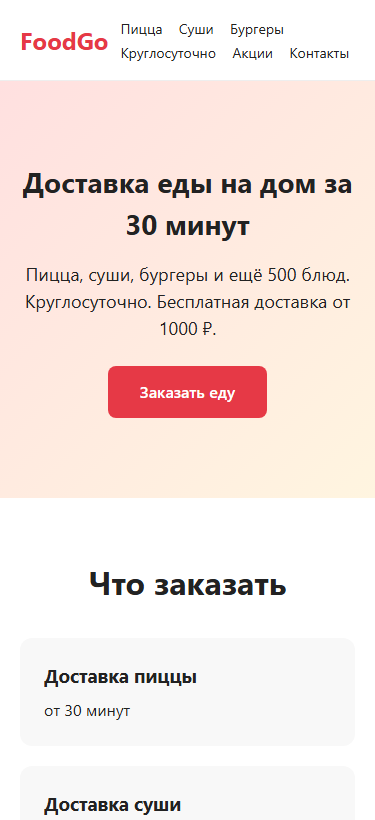 FoodGo
Пицца Суши Бургеры
Круглосуточно Акции Контакты
Доставка еды на дом за
30 минут
Пицца, суши, бургеры и ещё 500 блюд.
Круглосуточно. Бесплатная доставка от
1000 ₽.
Заказать еду
Что заказать
Доставка пиццы
от 30 минут
Доставка суши